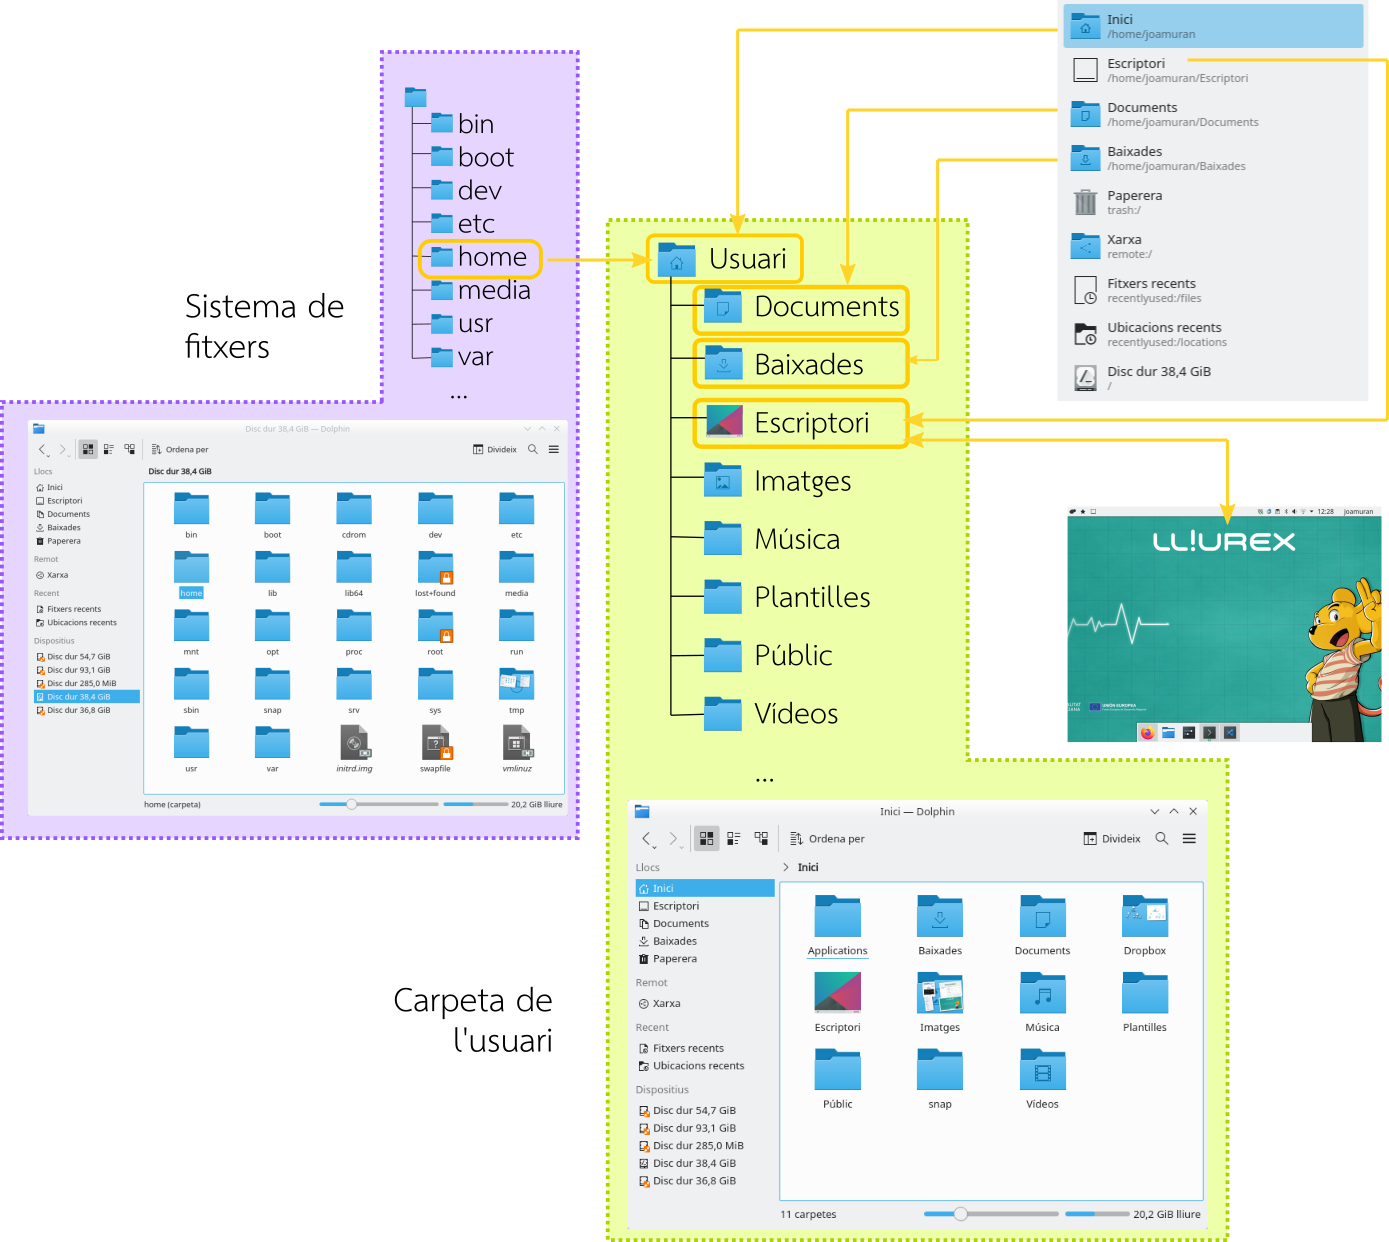 Inici
/home/joamuran
Escriptori
/home/joamuran/Escriptori
Documents
/home/joamuran/Documents
Baixades
/home/joamuran/Baixades
Paperera
trash:/
Xarxa
remote:/
Fitxers recents
recentlyused:/files
Ubicacions recents
recentlyused:/locations
Disc dur 38,4 GiB
/
bin
boot
dev
etc
home
media
usr
var
...
Sistema de
fitxers
Usuari
Documents
Baixades
Escriptori
Imatges
Música
Plantilles
Públic
Vídeos
...
Disc dur 38,4 GiB — Dolphin
Ordena per
Divideix
Llocs
Inici
Escriptori
Documents
Baixades
Paperera
Remot
Xarxa
Recent
Fitxers recents
Ubicacions recents
Dispositius
Disc dur 54,7 GiB
Disc dur 93,1 GiB
Disc dur 285,0 MiB
Disc dur 38,4 GiB
Disc dur 36,8 GiB
Disc dur 38,4 GiB
bin boot cdrom dev etc
home lib lib64 lost+found media
mnt opt proc root run
sbin snap srv sys tmp
usr var initrd.img swapfile vmlinuz
home (carpeta)
20,2 GiB lliure
12:28 joamuran
LL!UREX
UNIÓN EUROPEA
Carpeta de
l'usuari
Inici — Dolphin
Ordena per
Divideix
Llocs
Inici
Escriptori
Documents
Baixades
Paperera
Remot
Xarxa
Recent
Fitxers recents
Ubicacions recents
Dispositius
Disc dur 54,7 GiB
Disc dur 93,1 GiB
Disc dur 285,0 MiB
Disc dur 38,4 GiB
Disc dur 36,8 GiB
Inici
Applications Baixades Documents Dropbox
Escriptori Imatges Música Plantilles
Públic snap Vídeos
11 carpetes
20,2 GiB lliure